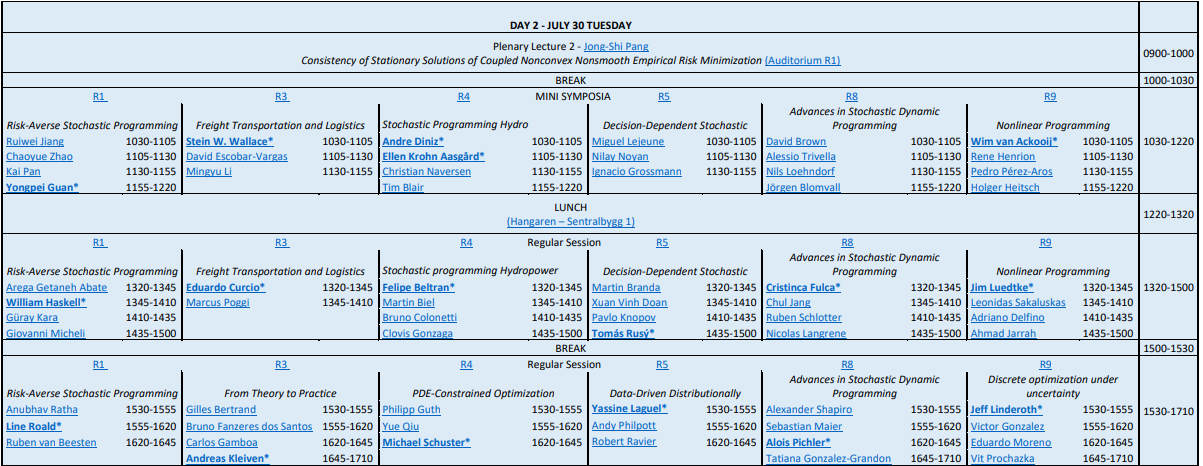 DAY 2 - JULY 30 TUESDAY
Plenary Lecture 2 - Jong-Shi Pang
Consistency of Stationary Solutions of Coupled Nonconvex Nonsmooth Empirical Risk Minimization (Auditorium R1)
0900-1000
BREAK 1000-1030
R1 R3 R4 MINI SYMPOSIA R5 R8 R9
Risk-Averse Stochastic Programming Freight Transportation and Logistics Stochastic Programming Hydro Decision-Dependent Stochastic Advances in Stochastic Dynamic Programming Nonlinear Programming
Ruiwei Jiang 1030-1105 Stein W. Wallace* 1030-1105 Andre Diniz* 1030-1105 Miguel Lejeune 1030-1105 David Brown 1030-1105 Wim van Ackooij* 1030-1105 1030-1220
Chaoyue Zhao 1105-1130 David Escobar-Vargas 1105-1130 Ellen Krohn Aasgård* 1105-1130 Nilay Noyan 1105-1130 Alessio Trivella 1105-1130 Rene Henrion 1105-1130
Kai Pan 1130-1155 Mingyu Li 1130-1155 Christian Naversen 1130-1155 Ignacio Grossmann 1130-1155 Nils Loehndorf 1130-1155 Pedro Pérez-Aros 1130-1155
Yongpei Guan* 1155-1220 Tim Blair 1155-1220 Jörgen Blomvall 1155-1220 Holger Heitsch 1155-1220
LUNCH
(Hangaren – Sentralbygg 1)
1220-1320
R1 R3 R4 Regular Session R5 R8 R9
Risk-Averse Stochastic Programming Freight Transportation and Logistics Stochastic programming Hydropower Decision-Dependent Stochastic Advances in Stochastic Dynamic Programming Nonlinear Programming
Arega Getaneh Abate 1320-1345 Eduardo Curcio* 1320-1345 Felipe Beltran* 1320-1345 Martin Branda 1320-1345 Cristinca Fulca* 1320-1345 Jim Luedtke* 1320-1345 1320-1500
William Haskell* 1345-1410 Marcus Poggi 1345-1410 Martin Biel 1345-1410 Xuan Vinh Doan 1345-1410 Chul Jang 1345-1410 Leonidas Sakaluskas 1345-1410
Güray Kara 1410-1435 Bruno Colonetti 1410-1435 Pavlo Knopov 1410-1435 Ruben Schlotter 1410-1435 Adriano Delfino 1410-1435
Giovanni Micheli 1435-1500 Clovis Gonzaga 1435-1500 Tomás Rusý* 1435-1500 Nicolas Langrene 1435-1500 Ahmad Jarrah 1435-1500
BREAK 1500-1530
R1 R3 R4 Regular Session R5 R8 R9
Risk-Averse Stochastic Programming From Theory to Practice PDE-Constrained Optimization Data-Driven Distributionally Advances in Stochastic Dynamic Programming Discrete optimization under uncertainty
Anubhav Ratha 1530-1555 Gilles Bertrand 1530-1555 Philipp Guth 1530-1555 Yassine Laguel* 1530-1555 Alexander Shapiro 1530-1555 Jeff Linderoth* 1530-1555 1530-1710
Line Roald* 1555-1620 Bruno Fanzeres dos Santos 1555-1620 Yue Qiu 1555-1620 Andy Philpott 1555-1620 Sebastian Maier 1555-1620 Victor Gonzalez 1555-1620
Ruben van Beesten 1620-1645 Carlos Gamboa 1620-1645 Michael Schuster* 1620-1645 Robert Ravier 1620-1645 Alois Pichler* 1620-1645 Eduardo Moreno 1620-1645
Andreas Kleiven* 1645-1710 Tatiana Gonzalez-Grandon 1645-1710 Vit Prochazka 1645-1710